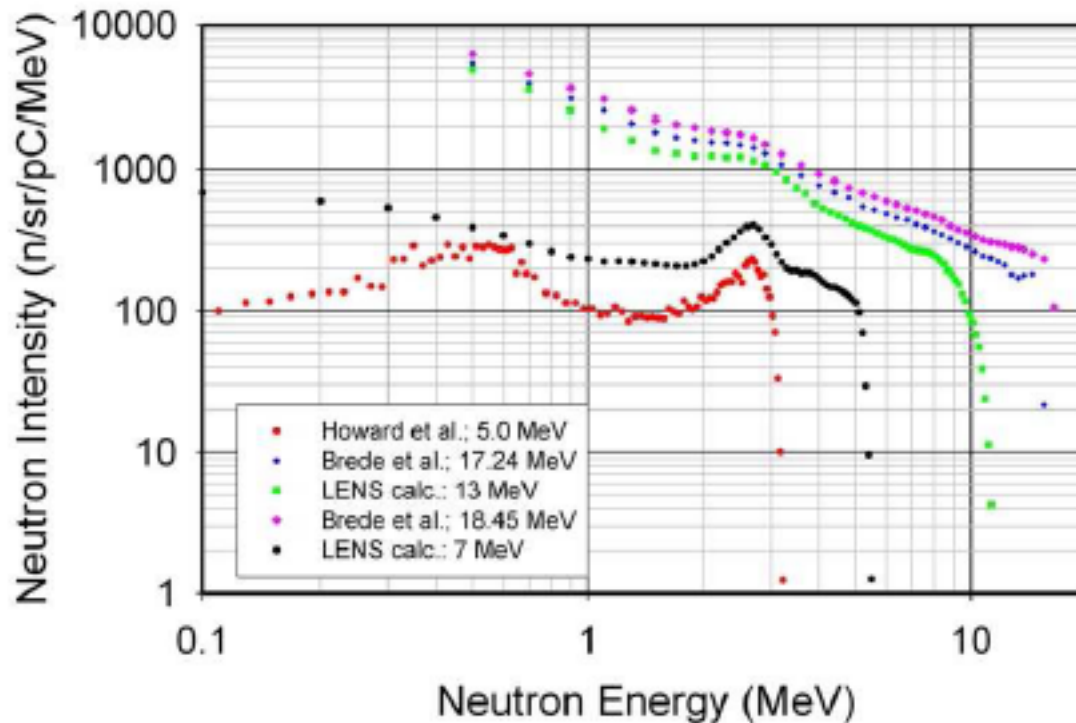 Neutron Intensity (n/sr/pC/MeV)
10000
1000
100
10
1
Howard et al.; 5.0 MeV
Brede et al.; 17.24 MeV
LENS calc.: 13 MeV
Brede et al.; 18.45 MeV
LENS calc.: 7 MeV
0.1 1 10
Neutron Energy (MeV)